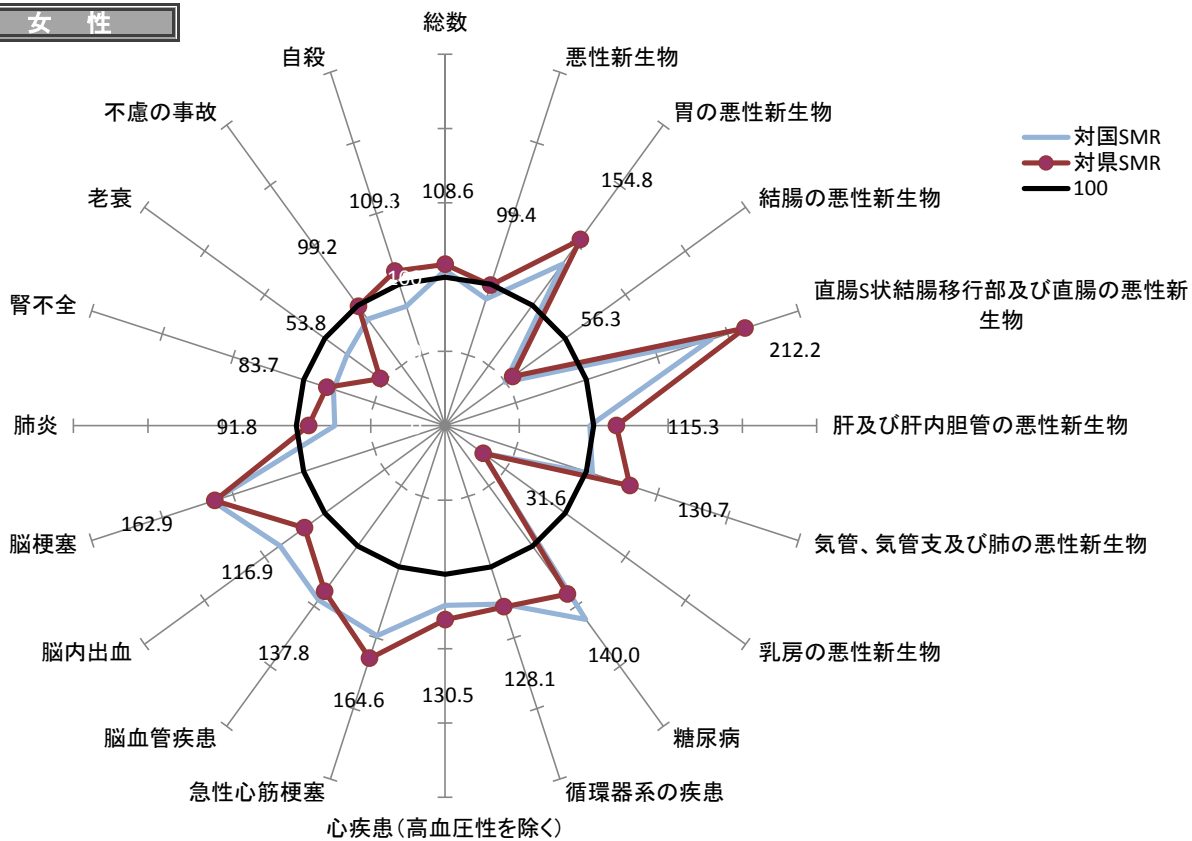 女 性
総数
悪性新生物
胃の悪性新生物
結腸の悪性新生物
直腸S状結腸移行部及び直腸の悪性新
生物
肝及び肝内胆管の悪性新生物
気管、気管支及び肺の悪性新生物
乳房の悪性新生物
糖尿病
循環器系の疾患
心疾患(高血圧性を除く)
急性心筋梗塞
脳血管疾患
脳内出血
脳梗塞
肺炎
腎不全
老衰
不慮の事故
自殺
108.6
99.4
154.8
56.3
212.2
115.3
130.7
31.6
140.0
128.1
130.5
164.6
137.8
116.9
162.9
91.8
83.7
53.8
99.2
109.3
100
対国SMR
対県SMR
100